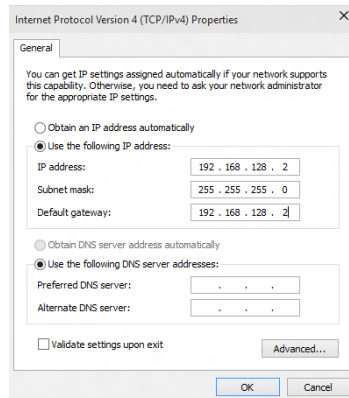 Internet Protocol Version 4 (TCP/IPv4) Properties
General
You can get IP settings assigned automatically if your network supports
this capability. Otherwise, you need to ask your network administrator
for the appropriate IP settings.
Obtain an IP address automatically
Use the following IP address:
IP address: 192 . 168 . 128 . 2
Subnet mask: 255 . 255 . 255 . 0
Default gateway: 192 . 168 . 128 . 2
Obtain DNS server address automatically
Use the following DNS server addresses:
Preferred DNS server: . . .
Alternate DNS server: . . .
Validate settings upon exit
Advanced...
OK Cancel